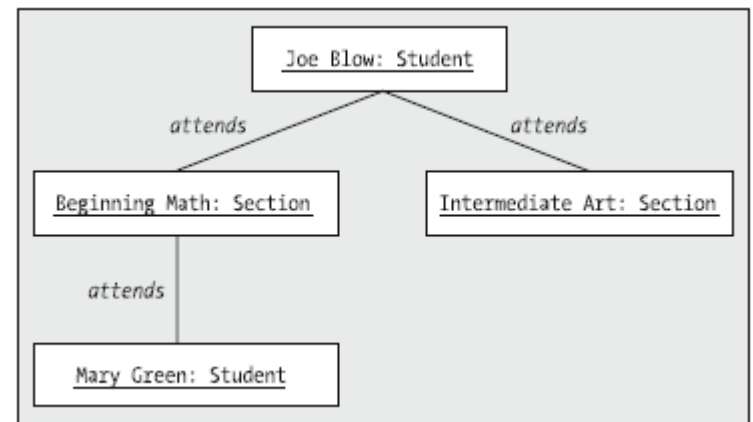 Joe Blow: Student
attends
attends
Beginning Math: Section
Intermediate Art: Section
attends
Mary Green: Student